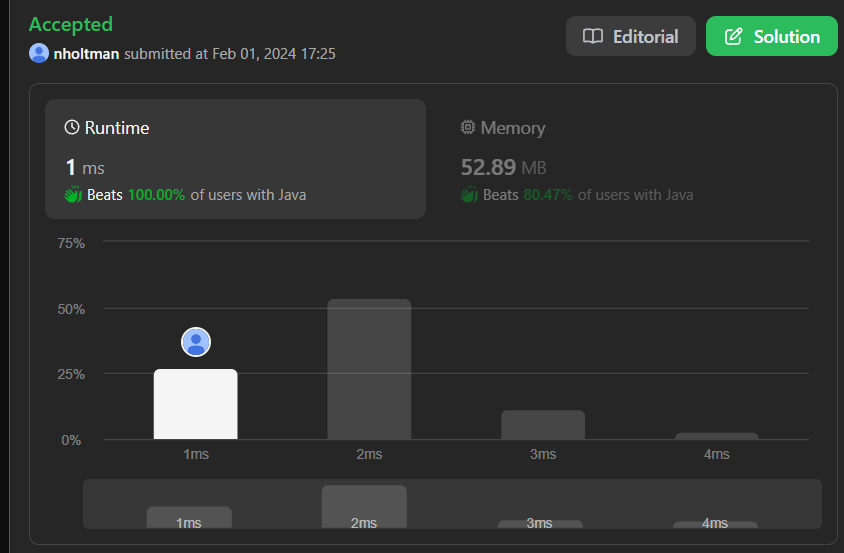 Accepted
nholtman submitted at Feb 01, 2024 17:25
Editorial
Solution
Runtime
1 ms
Beats 100.00% of users with Java
Memory
52.89 MB
Beats 80.47% of users with Java
75%
50%
25%
0%
1ms 2ms 3ms 4ms
1ms 2ms 3ms 4ms